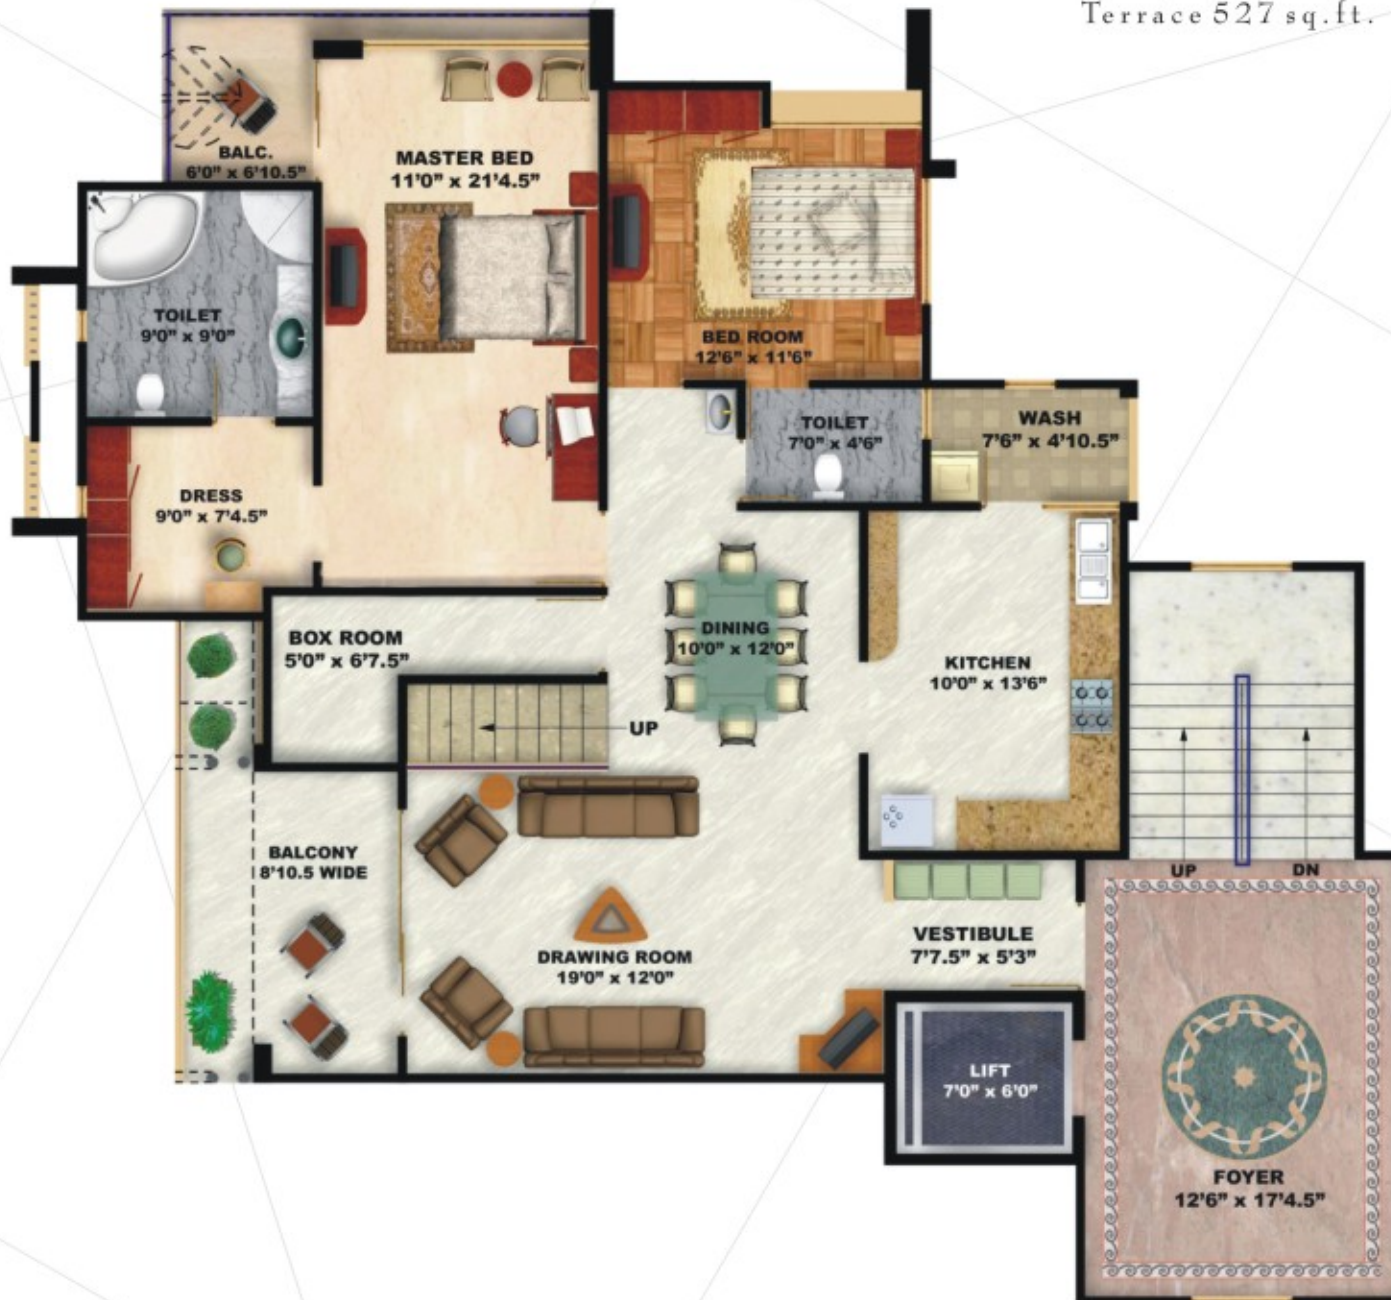 Terrace 527 sq.ft.
BALC.
6'0" x 6'10.5"
MASTER BED
11'0" x 21'4.5"
TOILET
9'0" x 9'0"
BED ROOM
12'6" x 11'6"
TOILET
7'0" x 4'6"
WASH
7'6" x 4'10.5"
DRESS
9'0" x 7'4.5"
BOX ROOM
5'0" x 6'7.5"
DINING
10'0" x 12'0"
KITCHEN
10'0" x 13'6"
UP
BALCONY
8'10.5 WIDE
UP
DN
DRAWING ROOM
19'0" x 12'0"
VESTIBULE
7'7.5" x 5'3"
LIFT
7'0" x 6'0"
FOYER
12'6" x 17'4.5"